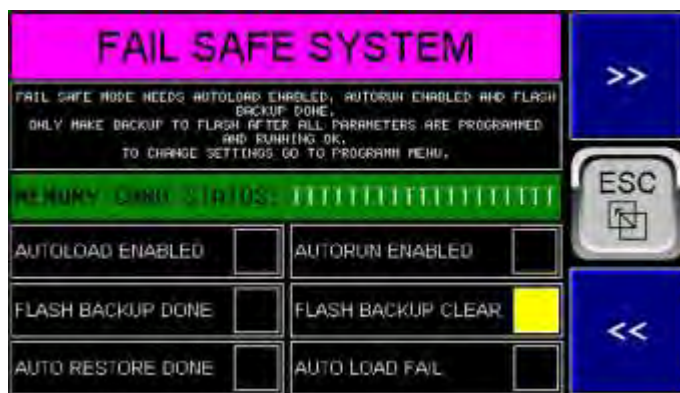 FAIL SAFE SYSTEM
FAIL SAFE MODE NEEDS AUTOLOAD ENABLED, AUTORUN ENABLED AND FLASH
BACKUP DONE.
ONLY MAKE BACKUP TO FLASH AFTER ALL PARAMETERS ARE PROGRAMMED
AND RUNNING OK.
TO CHANGE SETTINGS GO TO PROGRAMM MENU.
MEMORY CARD STATUS:
AUTOLOAD ENABLED
AUTORUN ENABLED
FLASH BACKUP DONE
FLASH BACKUP CLEAR
AUTO RESTORE DONE
AUTO LOAD FAIL
>>
ESC
<<